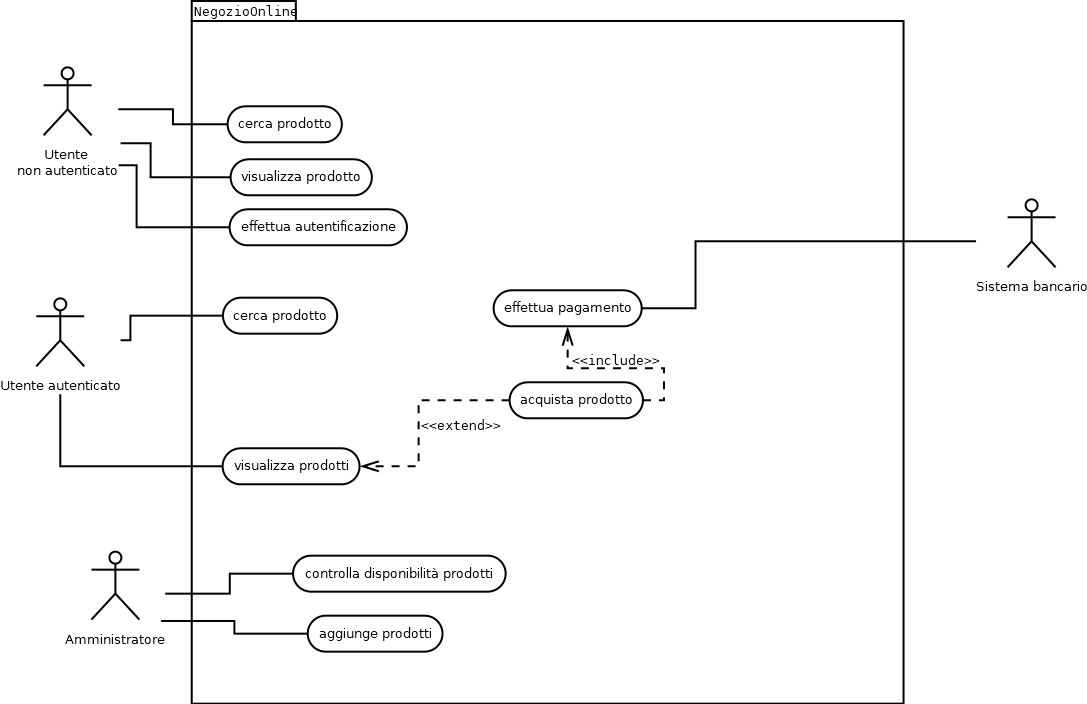 NegozioOnline
cerca prodotto
Utente
non autenticato
visualizza prodotto
effettua autentificazione
Sistema bancario
effettua pagamento
cerca prodotto
<<include>>
Utente autenticato
acquista prodotto
<<extend>>
visualizza prodotti
controlla disponibilità prodotti
aggiunge prodotti
Amministratore